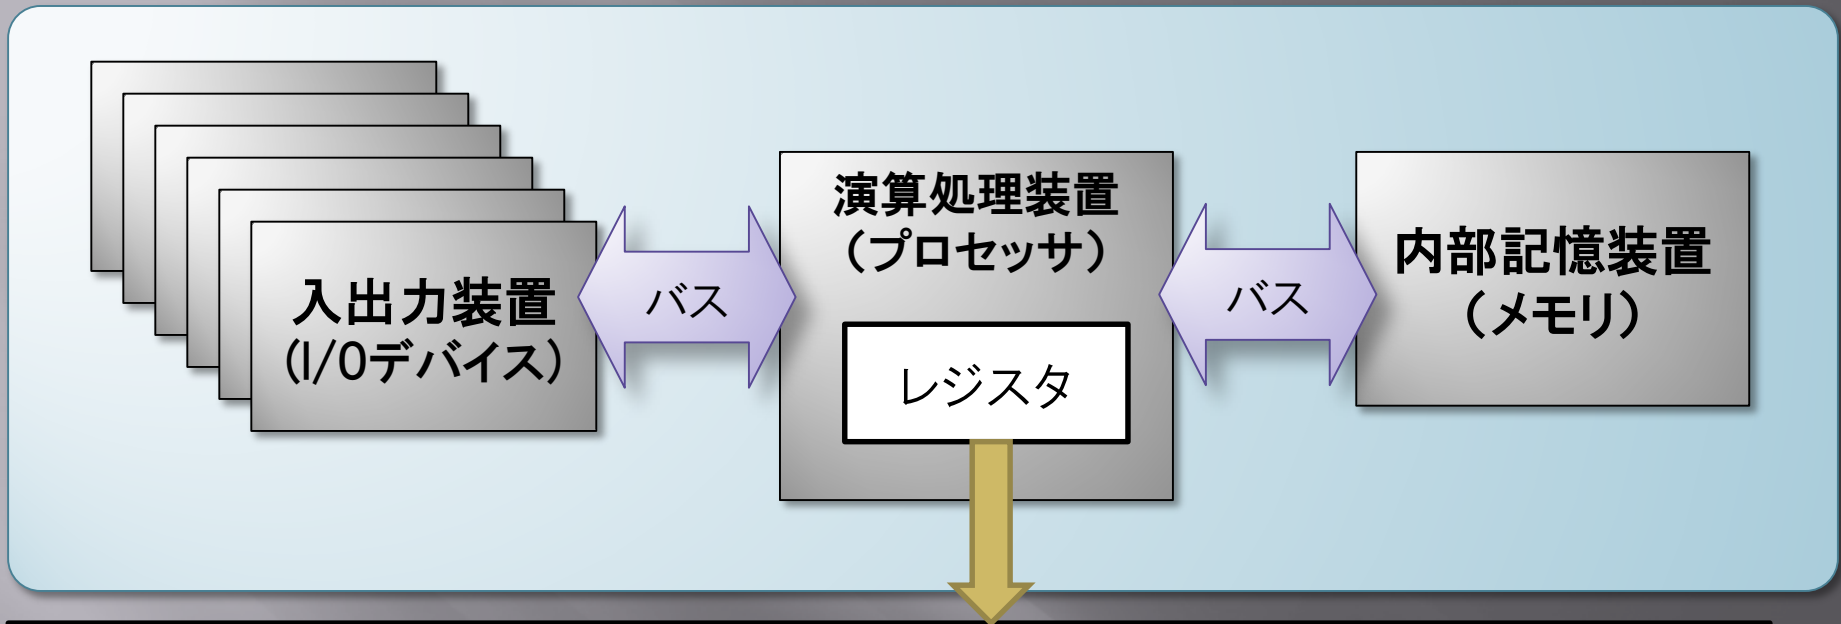 入出力装置
(I/Oデバイス)
バス
演算処理装置
(プロセッサ)
レジスタ
バス
内部記憶装置
(メモリ)